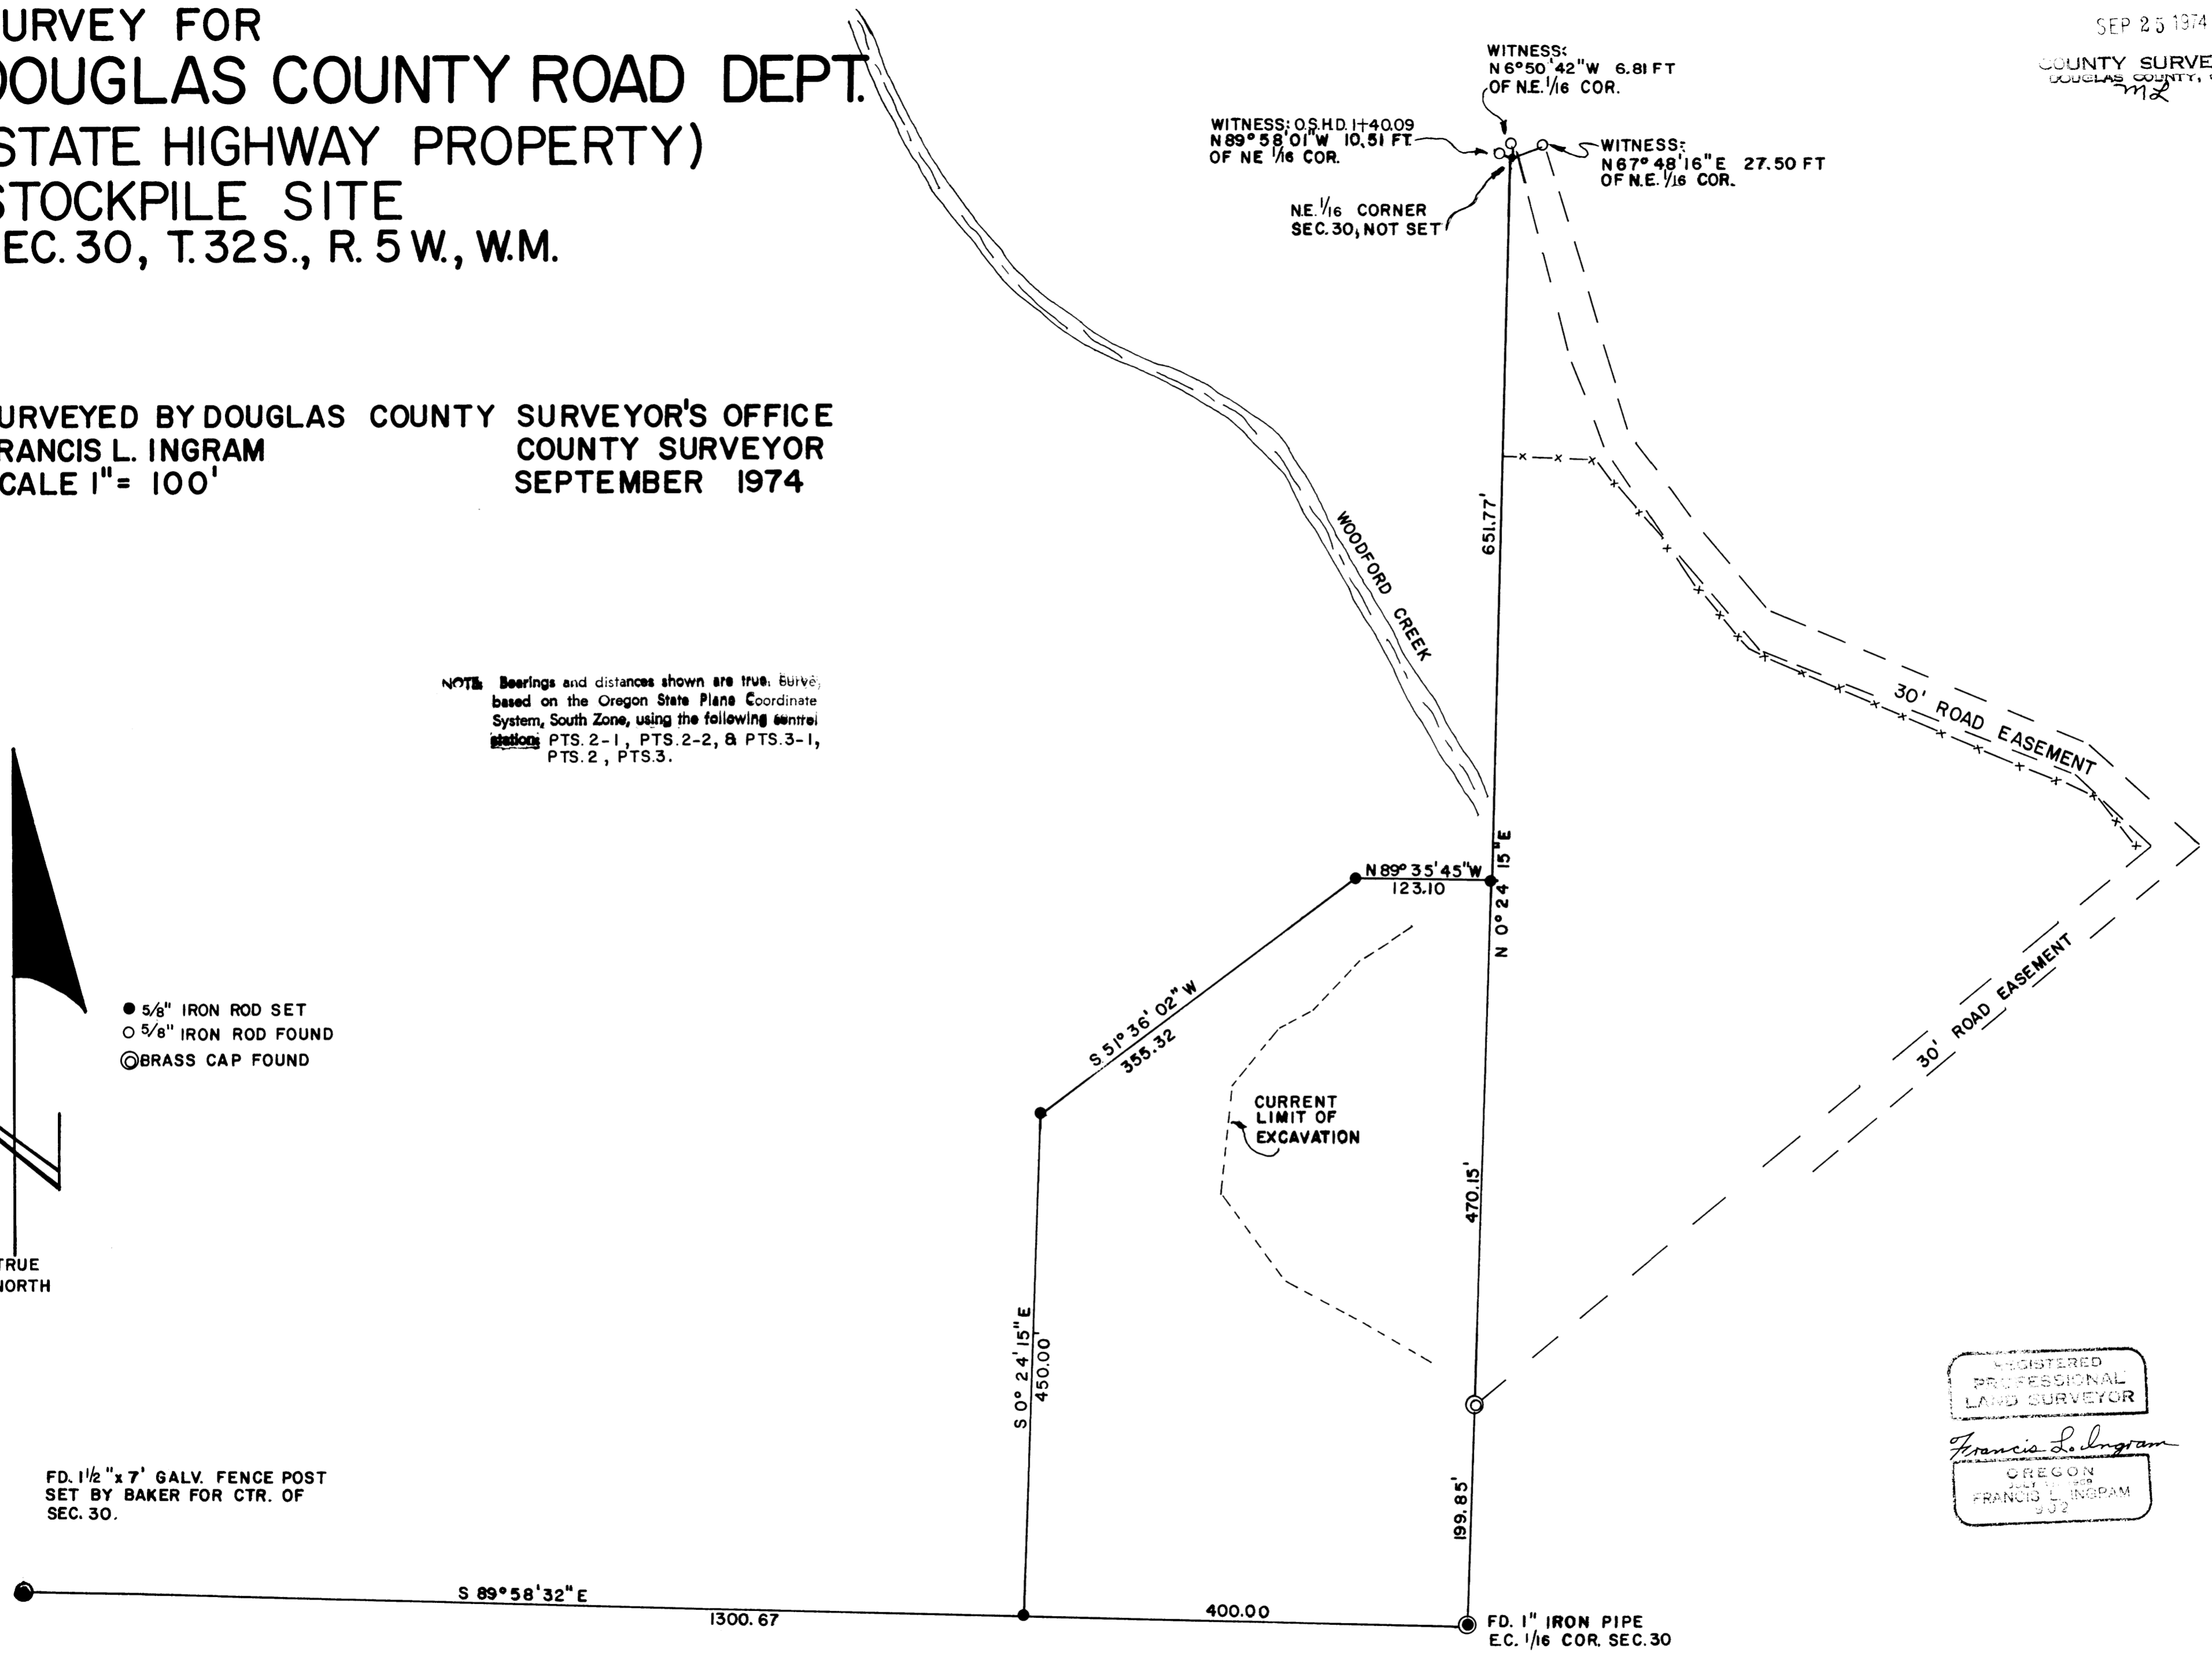 URVEY FOR
DOUGLAS COUNTY ROAD DEPT.
STATE HIGHWAY PROPERTY)
STOCKPILE SITE
EC. 30, T. 32 S., R. 5 W., W.M.
URVEYED BY DOUGLAS COUNTY SURVEYOR'S OFFICE
RANCIS L. INGRAM COUNTY SURVEYOR
CALE 1"= 100' SEPTEMBER 1974
SEP 25 1974
COUNTY SURVE
DOUGLAS COUNTY,
ML
WITNESS:
N 6° 50' 42" W 6.81 FT
OF N.E. 1/16 COR.
WITNESS: O.S.H.D. 1+40.09
N 89° 58' 01" W 10.51 FT.
OF NE 1/16 COR.
WITNESS:
N 67° 48' 16" E 27.50 FT
OF N.E. 1/16 COR.
N.E. 1/16 CORNER
SEC. 30, NOT SET
651.77'
WOODFORD CREEK
30' ROAD EASEMENT
NOTE: Bearings and distances shown are true. Surve
based on the Oregon State Plane Coordinate
System, South Zone, using the following control
stations PTS. 2-1, PTS. 2-2, & PTS. 3-1,
PTS. 2, PTS. 3.
N 89° 35' 45" W
123.10
N 0° 24' 15" E
S 51° 36' 02" W
355.32
30' ROAD EASEMENT
5/8" IRON ROD SET
5/8" IRON ROD FOUND
BRASS CAP FOUND
CURRENT
LIMIT OF
EXCAVATION
470.15'
TRUE
NORTH
S 0° 24' 15" E
450.00'
199.85'
REGISTERED
PROFESSIONAL
LAND SURVEYOR
Francis L. Ingram
OREGON
JULY
FRANCIS L. INGRAM
902
FD. 1 1/2" x 7' GALV. FENCE POST
SET BY BAKER FOR CTR. OF
SEC. 30.
S 89° 58' 32" E
1300.67
400.00
FD. 1" IRON PIPE
E.C. 1/16 COR. SEC. 30